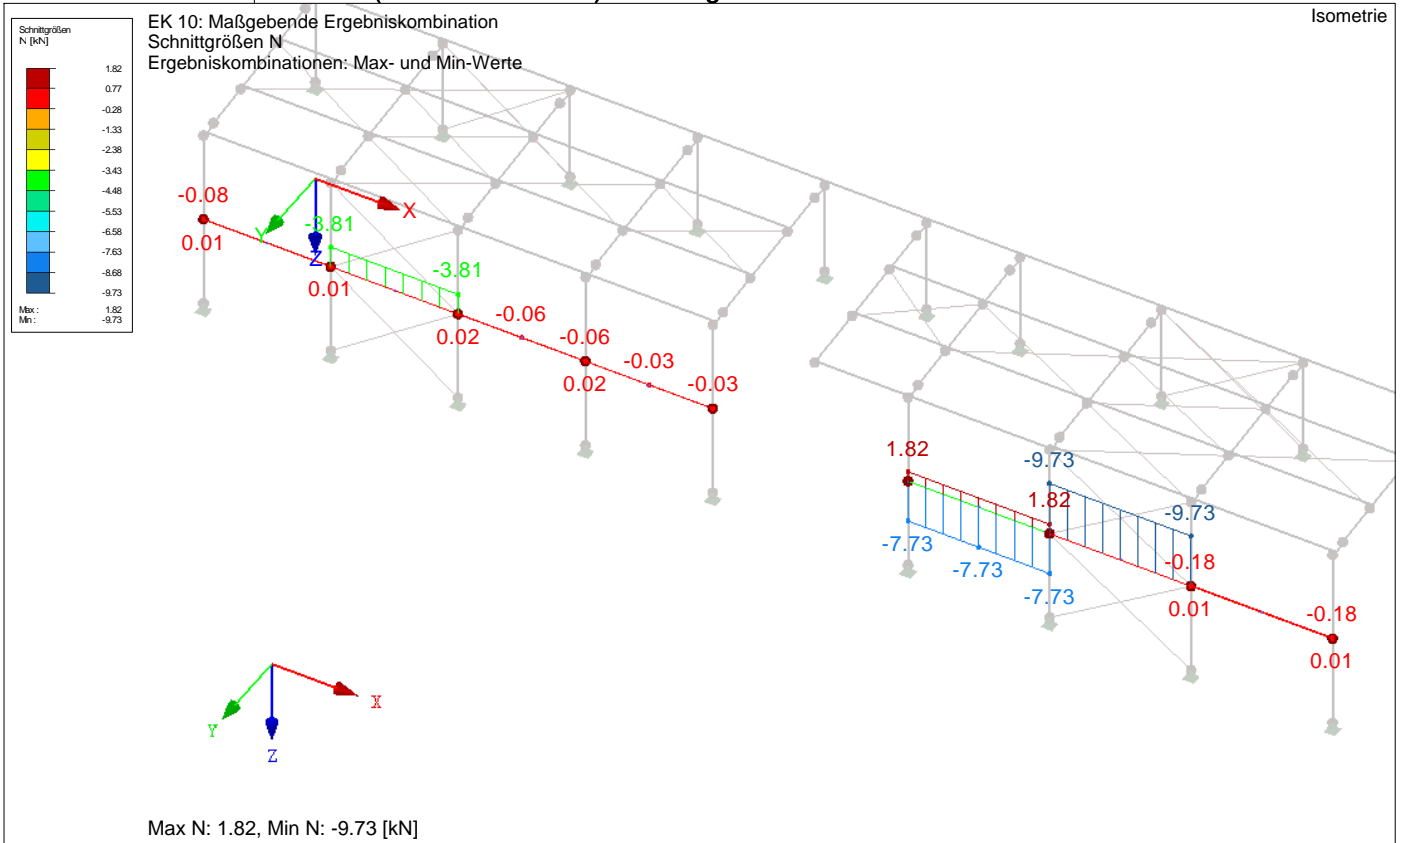 EK 10: Maßgebende Ergebniskombination
Schnittgrößen N
Ergebniskombinationen: Max- und Min-Werte
Isometrie
Schnittgrößen
N [kN]
1.82
0.77
-0.28
-1.33
-2.38
-3.43
-4.48
-5.53
-6.58
-7.63
-8.68
-9.73
Max : 1.82
Min : -9.73
-0.08
0.01
X
Y
Z
-3.81
0.01
-3.81
0.02
-0.06
-0.06
0.02
-0.03
-0.03
1.82
1.82
-9.73
-9.73
-7.73
-7.73
-7.73
-0.18
0.01
-0.18
0.01
X
Y
Z
Max N: 1.82, Min N: -9.73 [kN]